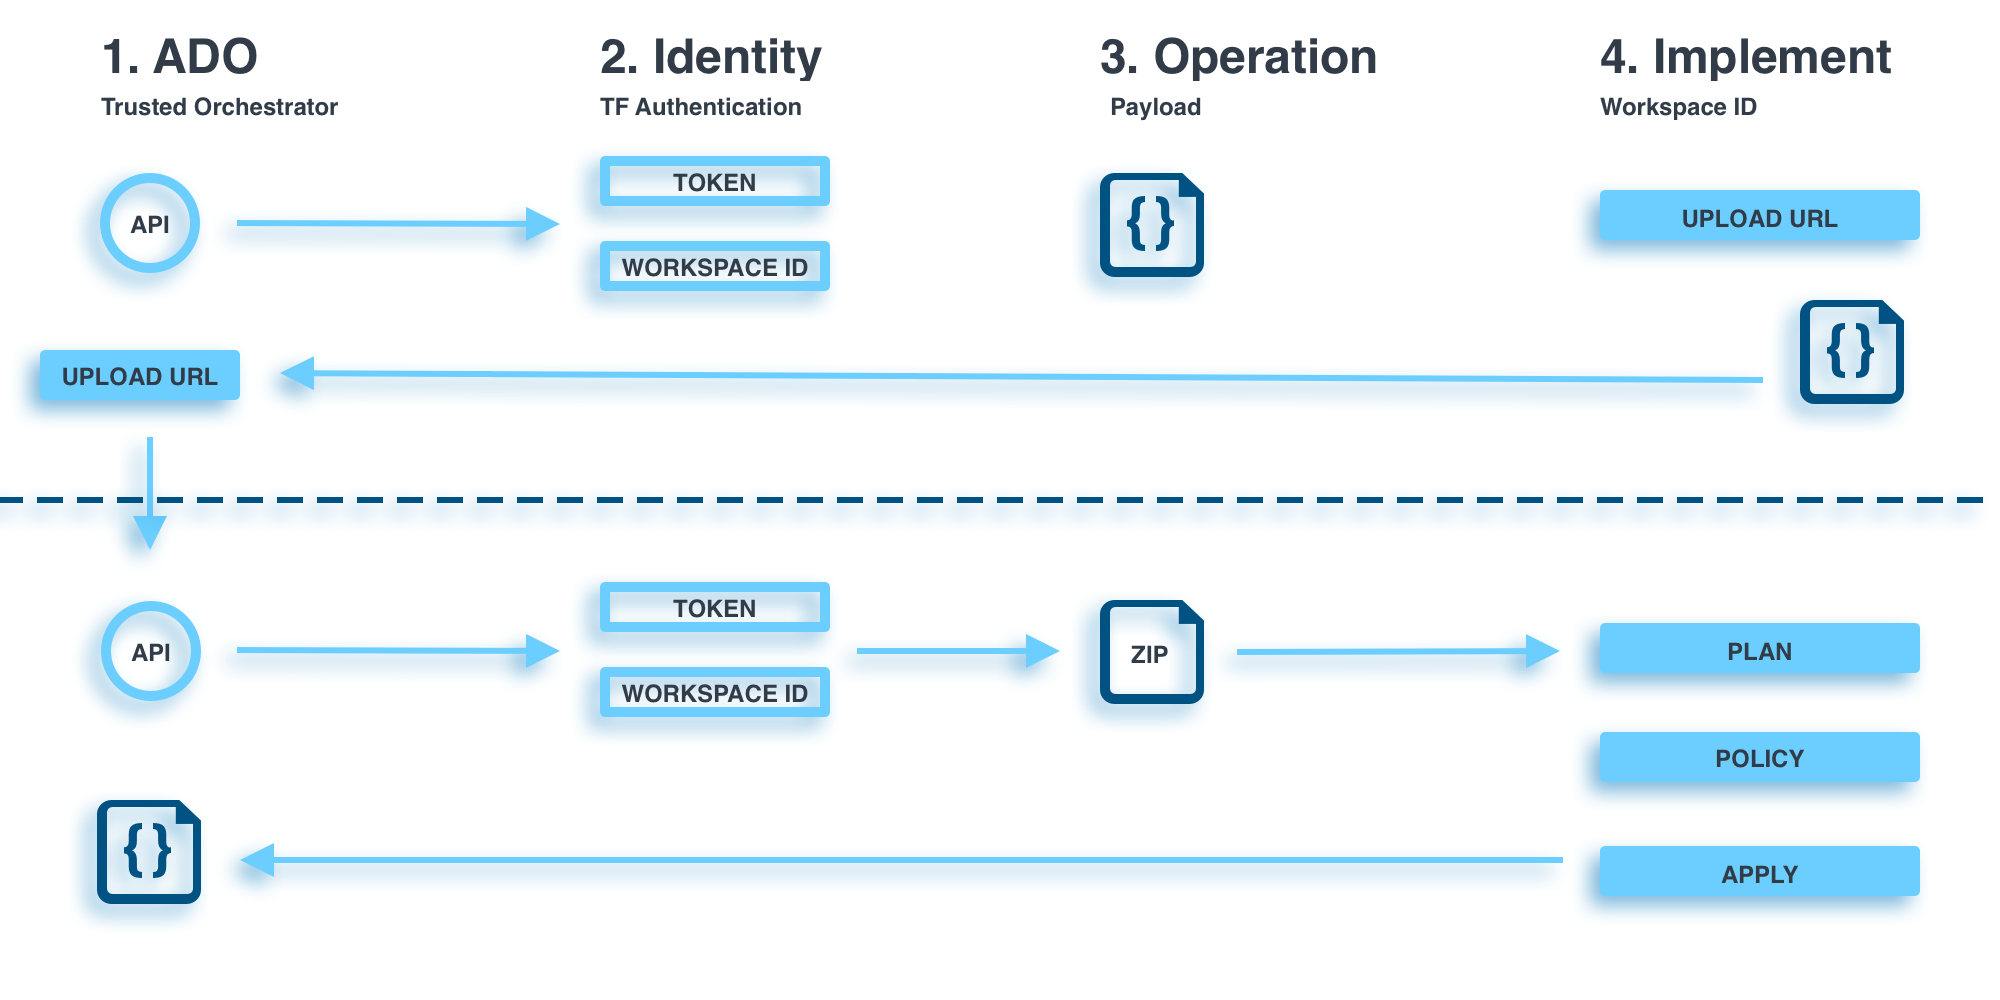 1. ADO
Trusted Orchestrator
2. Identity
TF Authentication
3. Operation
Payload
4. Implement
Workspace ID
API
TOKEN
WORKSPACE ID
{}
UPLOAD URL
{}
UPLOAD URL
API
TOKEN
WORKSPACE ID
ZIP
PLAN
POLICY
{}
APPLY